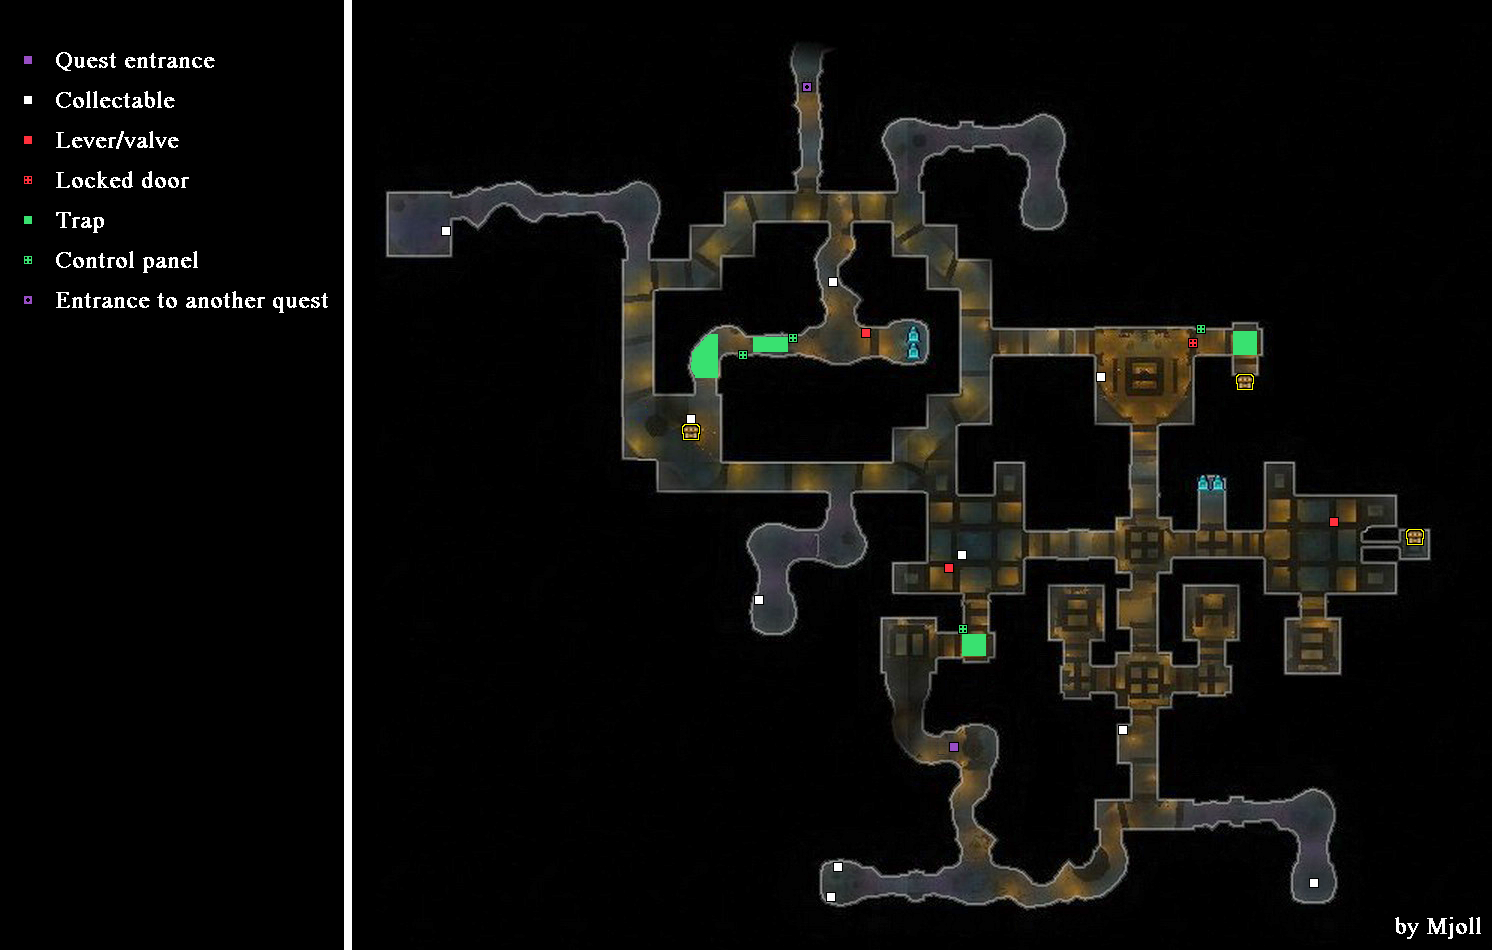 Quest entrance
Collectable
Lever/valve
Locked door
Trap
Control panel
Entrance to another quest
by Mjoll